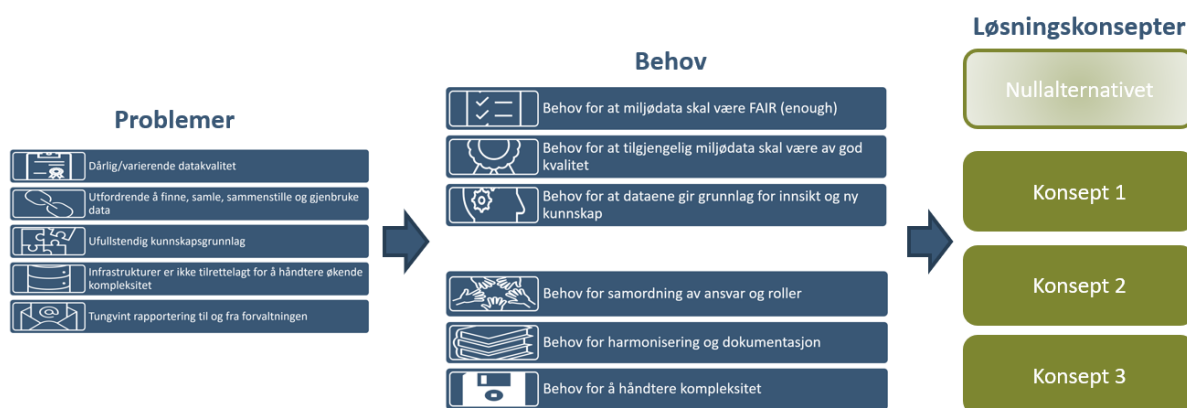 Problemer
Dårlig/varierende datakvalitet
Utfordrende å finne, samle, sammenstille og gjenbruke
data
Ufullstendig kunnskapsgrunnlag
Infrastrukturer er ikke tilrettelagt for å håndtere økende
kompleksitet
@
Tungvint rapportering til og fra forvaltningen
Behov
Behov for at miljødata skal være FAIR (enough)
Behov for at tilgjengelig miljødata skal være av god
kvalitet
Behov for at dataene gir grunnlag for innsikt og ny
kunnskap
Behov for samordning av ansvar og roller
Behov for harmonisering og dokumentasjon
Behov for å håndtere kompleksitet
Løsningskonsepter
Nullalternativet
Konsept 1
Konsept 2
Konsept 3